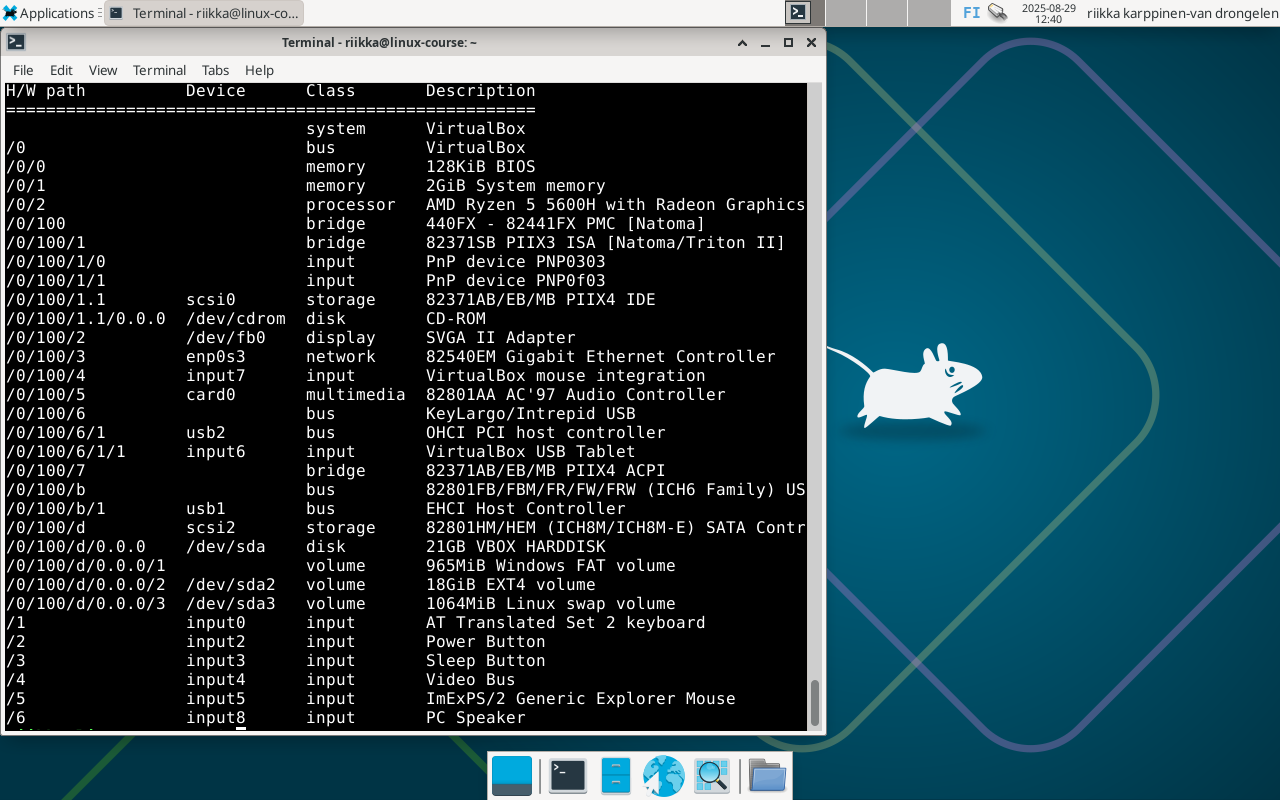 Applications Terminal - riikka@linux-co... FI 2025-08-29 12:40 riikka karppinen-van drongelen
Terminal - riikka@linux-course: ~
File Edit View Terminal Tabs Help
H/W path Device Class Description
=====================================================
system VirtualBox
/0 bus VirtualBox
/0/0 memory 128KiB BIOS
/0/1 memory 2GiB System memory
/0/2 processor AMD Ryzen 5 5600H with Radeon Graphics
/0/100 bridge 440FX - 82441FX PMC [Natoma]
/0/100/1 bridge 82371SB PIIX3 ISA [Natoma/Triton II]
/0/100/1/0 input PnP device PNP0303
/0/100/1/1 input PnP device PNP0f03
/0/100/1.1 scsi0 storage 82371AB/EB/MB PIIX4 IDE
/0/100/1.1/0.0.0 /dev/cdrom disk CD-ROM
/0/100/2 /dev/fb0 display SVGA II Adapter
/0/100/3 enp0s3 network 82540EM Gigabit Ethernet Controller
/0/100/4 input7 input VirtualBox mouse integration
/0/100/5 card0 multimedia 82801AA AC'97 Audio Controller
/0/100/6 bus KeyLargo/Intrepid USB
/0/100/6/1 usb2 bus OHCI PCI host controller
/0/100/6/1/1 input6 input VirtualBox USB Tablet
/0/100/7 bridge 82371AB/EB/MB PIIX4 ACPI
/0/100/b bus 82801FB/FBM/FR/FW/FRW (ICH6 Family) US
/0/100/b/1 usb1 bus EHCI Host Controller
/0/100/d scsi2 storage 82801HM/HEM (ICH8M/ICH8M-E) SATA Contr
/0/100/d/0.0.0 /dev/sda disk 21GB VBOX HARDDISK
/0/100/d/0.0.0/1 volume 965MiB Windows FAT volume
/0/100/d/0.0.0/2 /dev/sda2 volume 18GiB EXT4 volume
/0/100/d/0.0.0/3 /dev/sda3 volume 1064MiB Linux swap volume
/1 input0 input AT Translated Set 2 keyboard
/2 input2 input Power Button
/3 input3 input Sleep Button
/4 input4 input Video Bus
/5 input5 input ImExPS/2 Generic Explorer Mouse
/6 input8 input PC Speaker